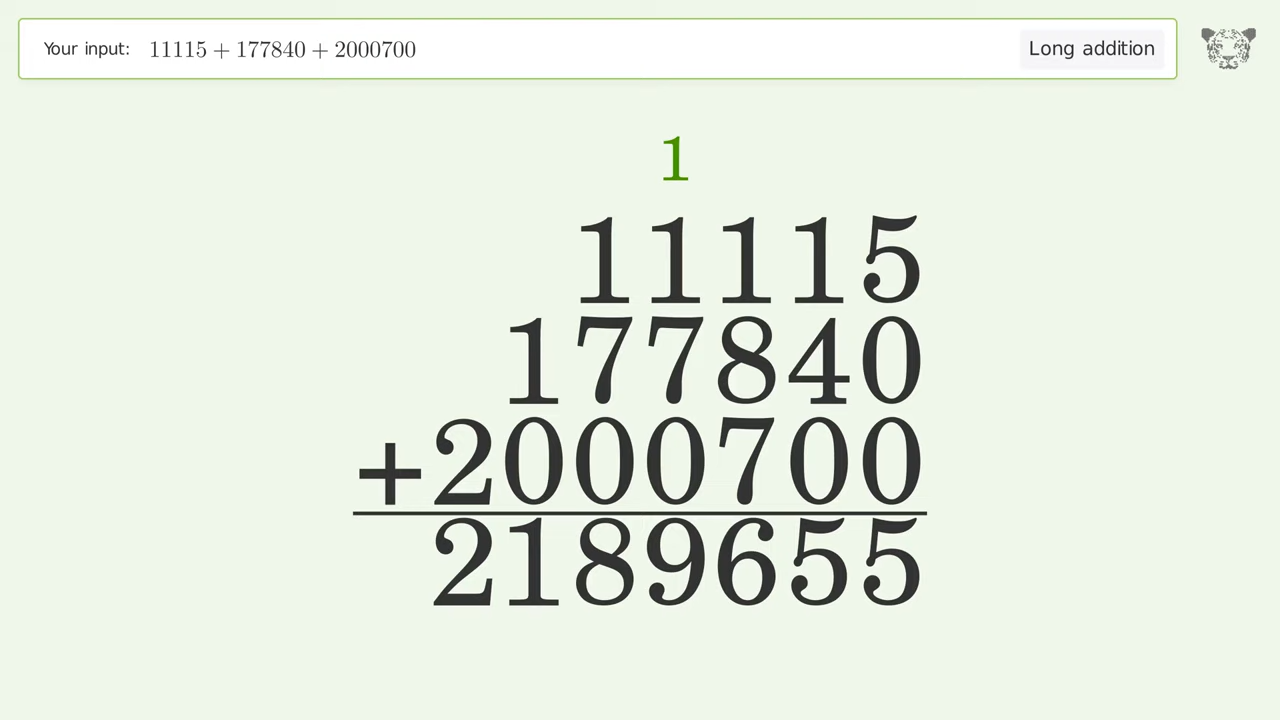 Your input: 11115 + 177840 + 2000700
Long addition
1
11115
177840
+2000700
2189655